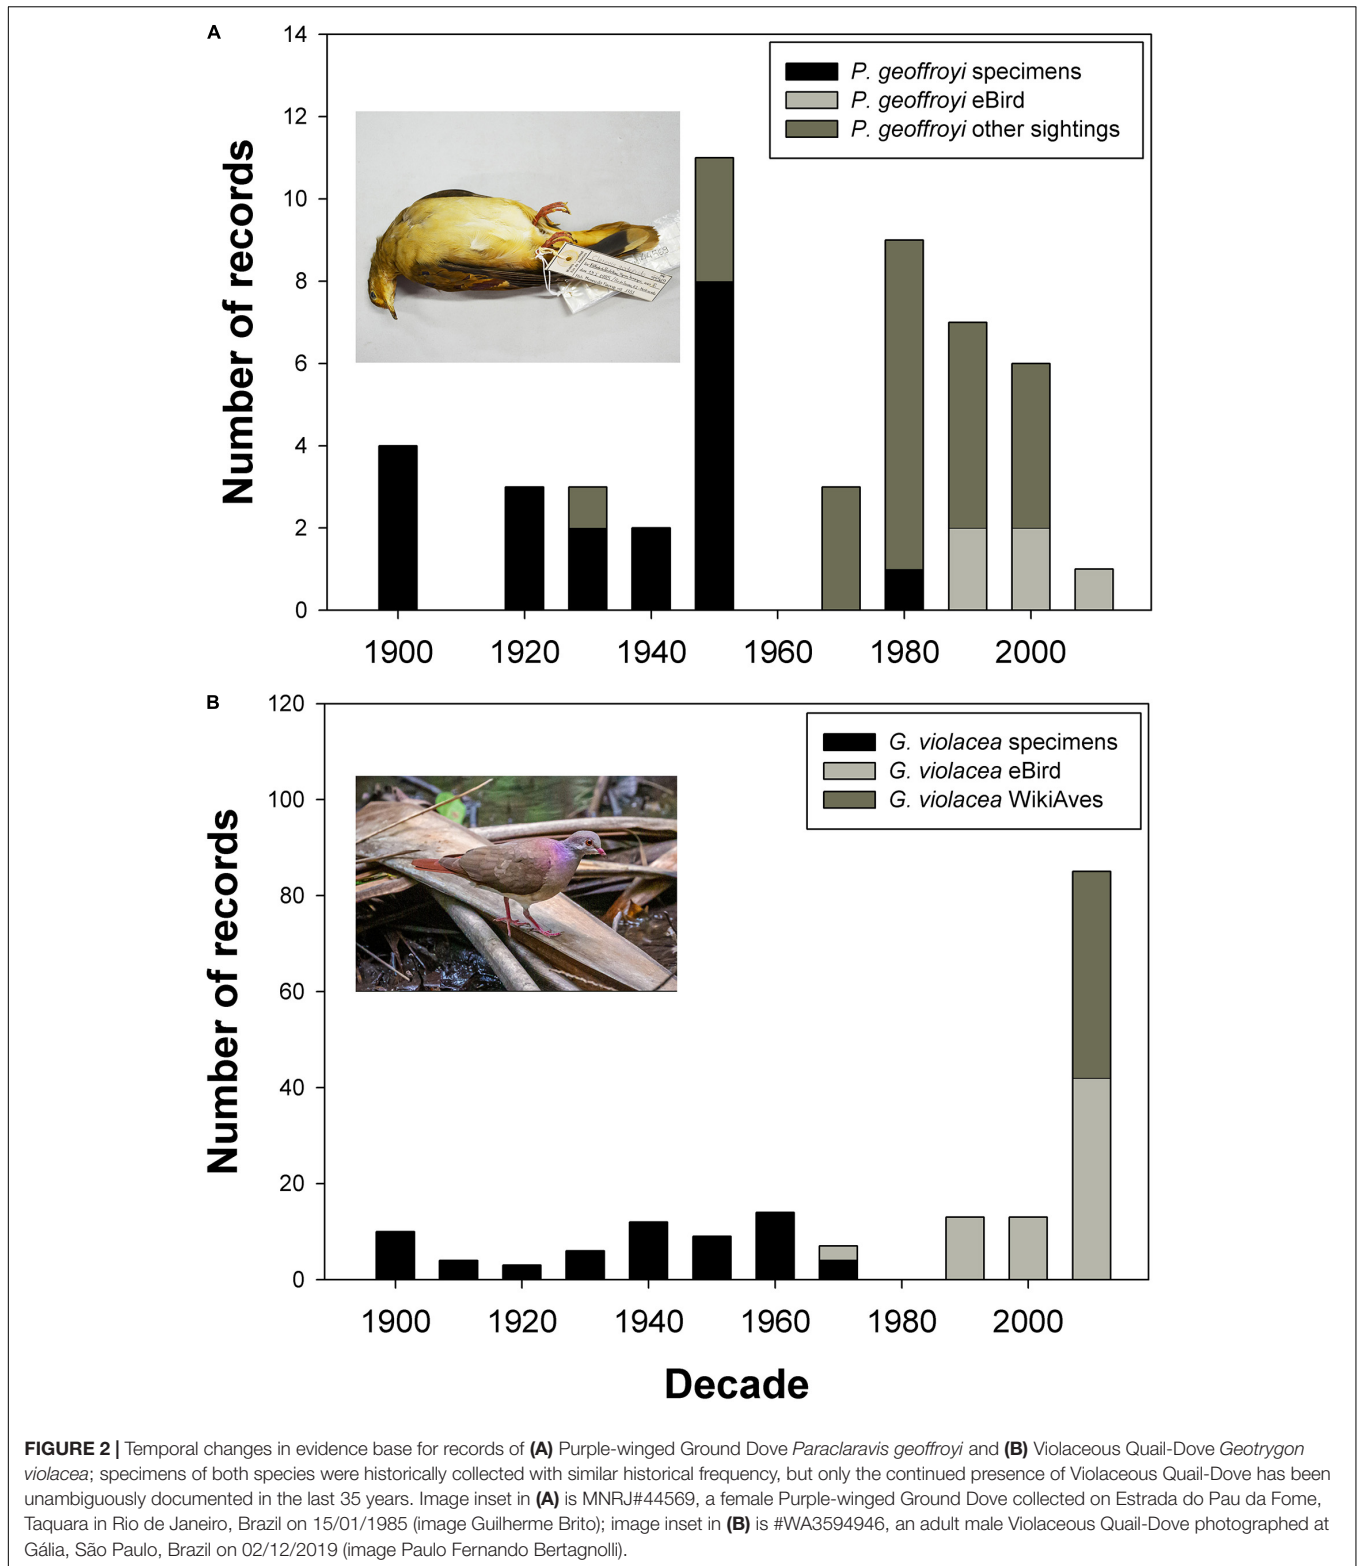 A
14
12
10
8
6
4
2
0
Number of records
P. geoffroyi specimens
P. geoffroyi eBird
P. geoffroyi other sightings
1900 1920 1940 1960 1980 2000
B
120
100
80
60
40
20
0
Number of records
G. violacea specimens
G. violacea eBird
G. violacea WikiAves
1900 1920 1940 1960 1980 2000
Decade
FIGURE 2 | Temporal changes in evidence base for records of (A) Purple-winged Ground Dove Paraclaravis geoffroyi and (B) Violaceous Quail-Dove Geotrygon
violacea; specimens of both species were historically collected with similar historical frequency, but only the continued presence of Violaceous Quail-Dove has been
unambiguously documented in the last 35 years. Image inset in (A) is MNRJ#44569, a female Purple-winged Ground Dove collected on Estrada do Pau da Fome,
Taquara in Rio de Janeiro, Brazil on 15/01/1985 (image Guilherme Brito); image inset in (B) is #WA3594946, an adult male Violaceous Quail-Dove photographed at
Gália, São Paulo, Brazil on 02/12/2019 (image Paulo Fernando Bertagnolli).